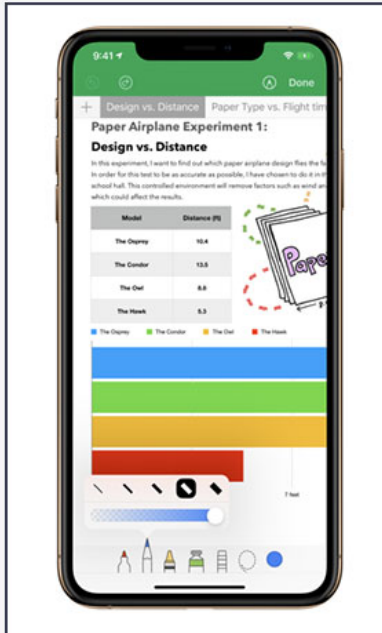 9:41
Done
Design vs. Distance
Paper Type vs. Flight tim
Paper Airplane Experiment 1:
Design vs. Distance
In this experiment, I want to find out which paper airplane design flies the fa
In order for this test to be as accurate as possible, I have chosen to do it in th
school hall. This controlled environment will remove factors such as wind an
which could affect the results.
Model Distance (ft)
The Osprey 10.4
The Condor 13.5
The Owl 8.8
The Hawk 5.3
Pape
The Osprey The Condor The Owl The Hawk
7 feet